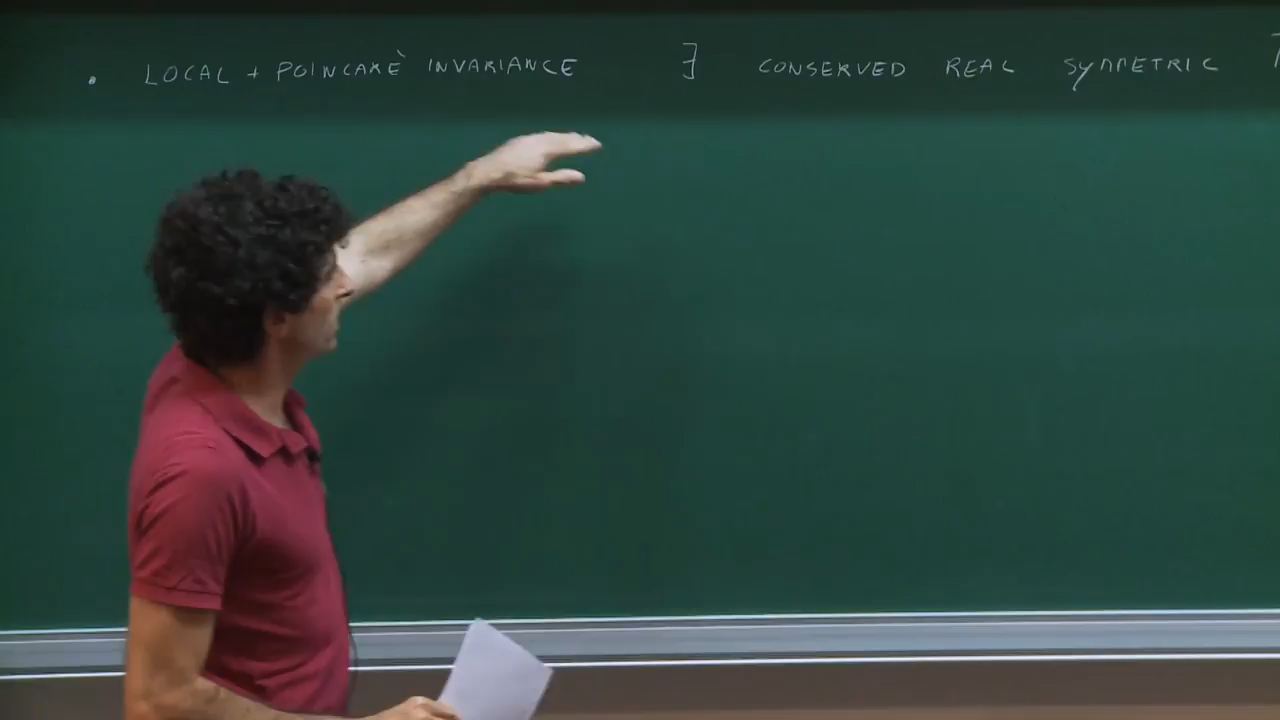 • LOCAL + POINCARÈ INVARIANCE ∃ CONSERVED REAL SYMMETRIC